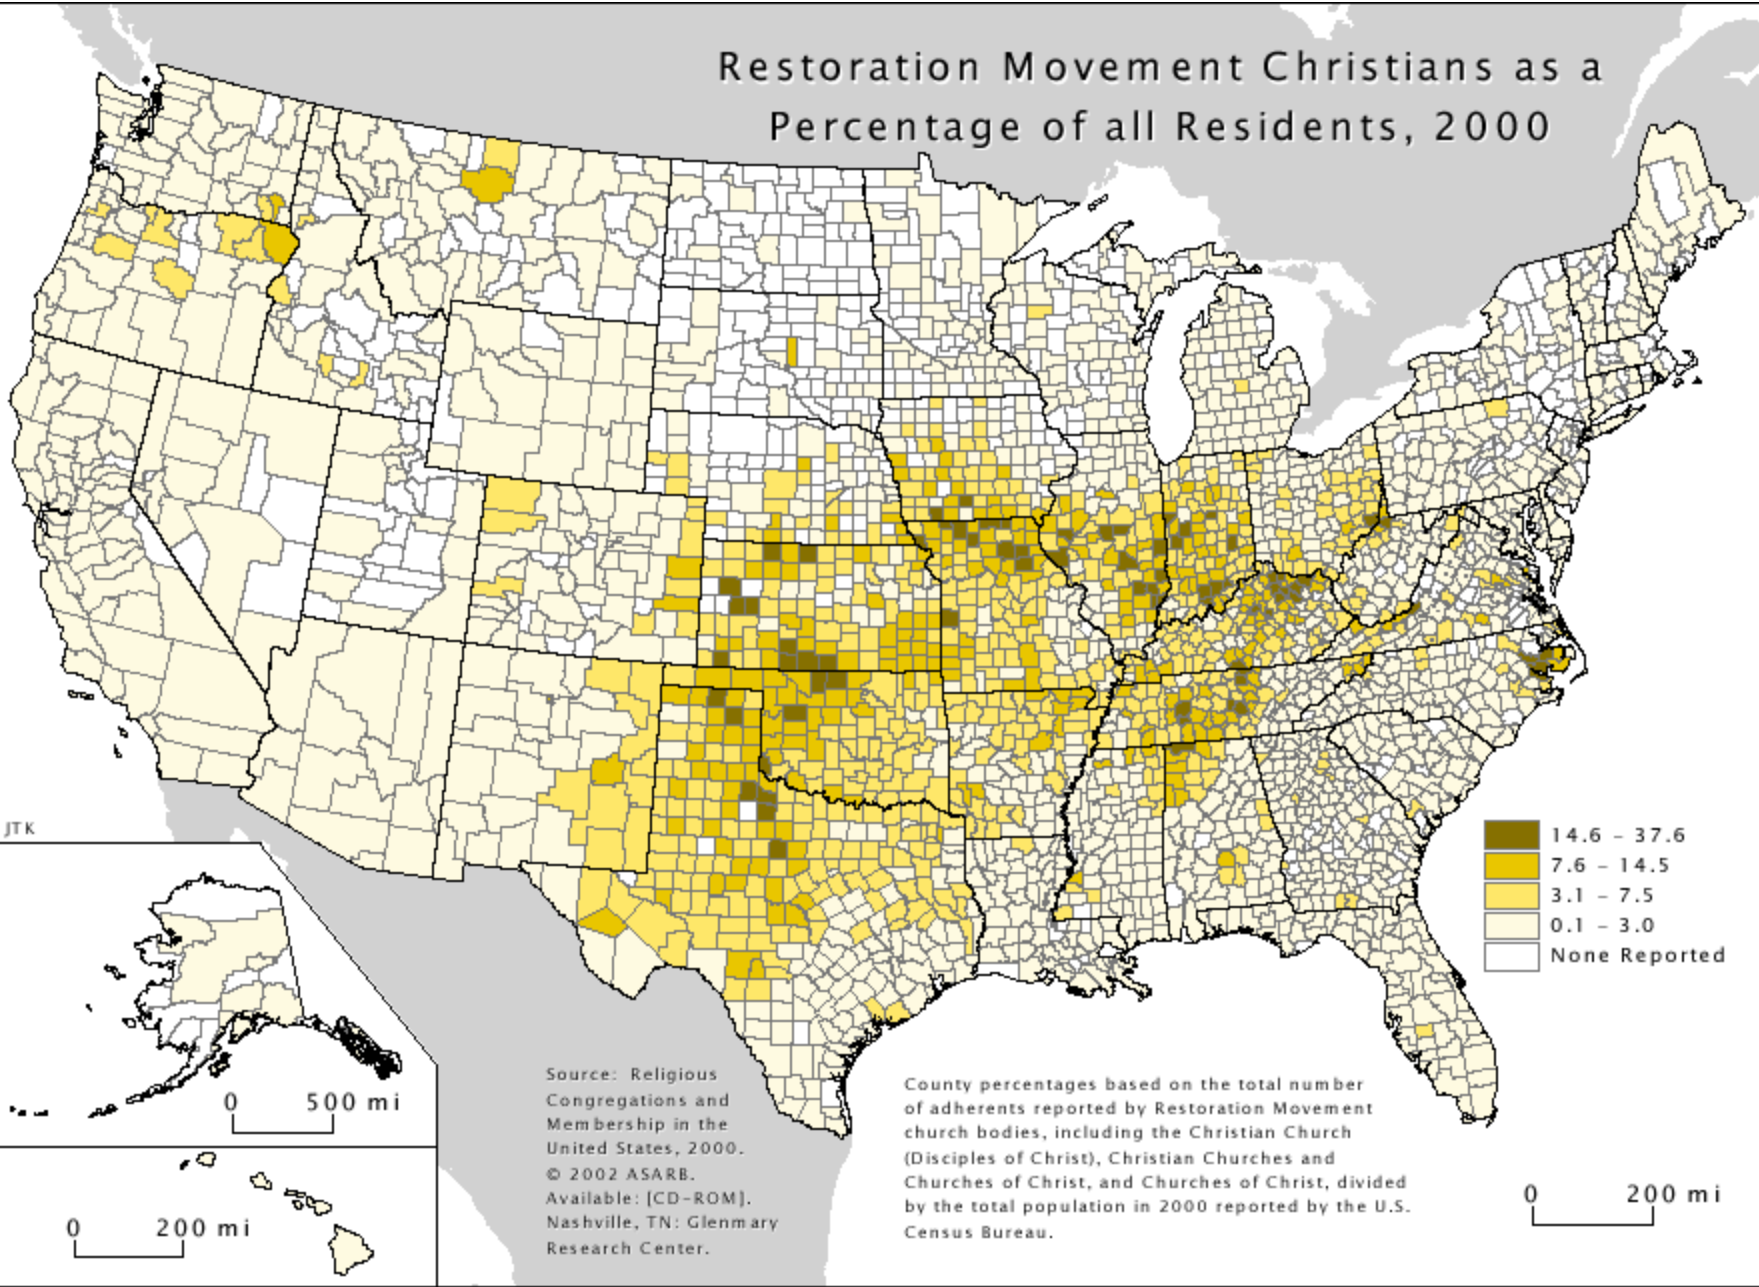 Restoration Movement Christians as a
Percentage of all Residents, 2000
JTK
14.6 – 37.6
7.6 – 14.5
3.1 – 7.5
0.1 – 3.0
None Reported
0 500 mi
0 200 mi
Source: Religious
Congregations and
Membership in the
United States, 2000.
© 2002 ASARB.
Available: [CD-ROM].
Nashville, TN: Glenmary
Research Center.
County percentages based on the total number
of adherents reported by Restoration Movement
church bodies, including the Christian Church
(Disciples of Christ), Christian Churches and
Churches of Christ, and Churches of Christ, divided
by the total population in 2000 reported by the U.S.
Census Bureau.
0 200 mi